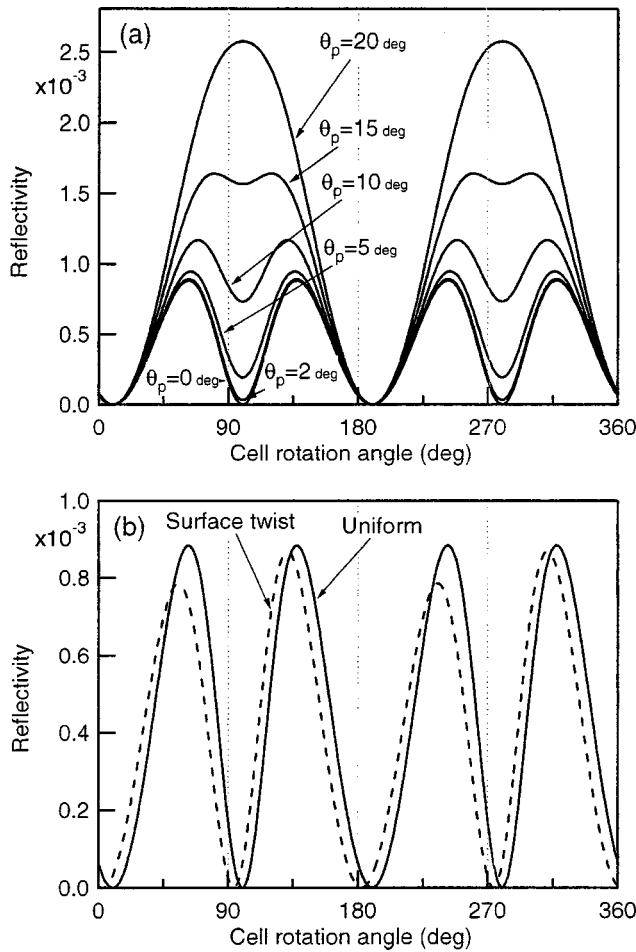 (a)
2.5
×10⁻³
2.0
1.5
1.0
0.5
0.0
Reflectivity
θp=20 deg
θp=15 deg
θp=10 deg
θp=5 deg
θp=0 deg
θp=2 deg
0 90 180 270 360
Cell rotation angle (deg)
(b)
1.0
×10⁻³
0.8
0.6
0.4
0.2
0.0
Reflectivity
Surface twist
Uniform
0 90 180 270 360
Cell rotation angle (deg)